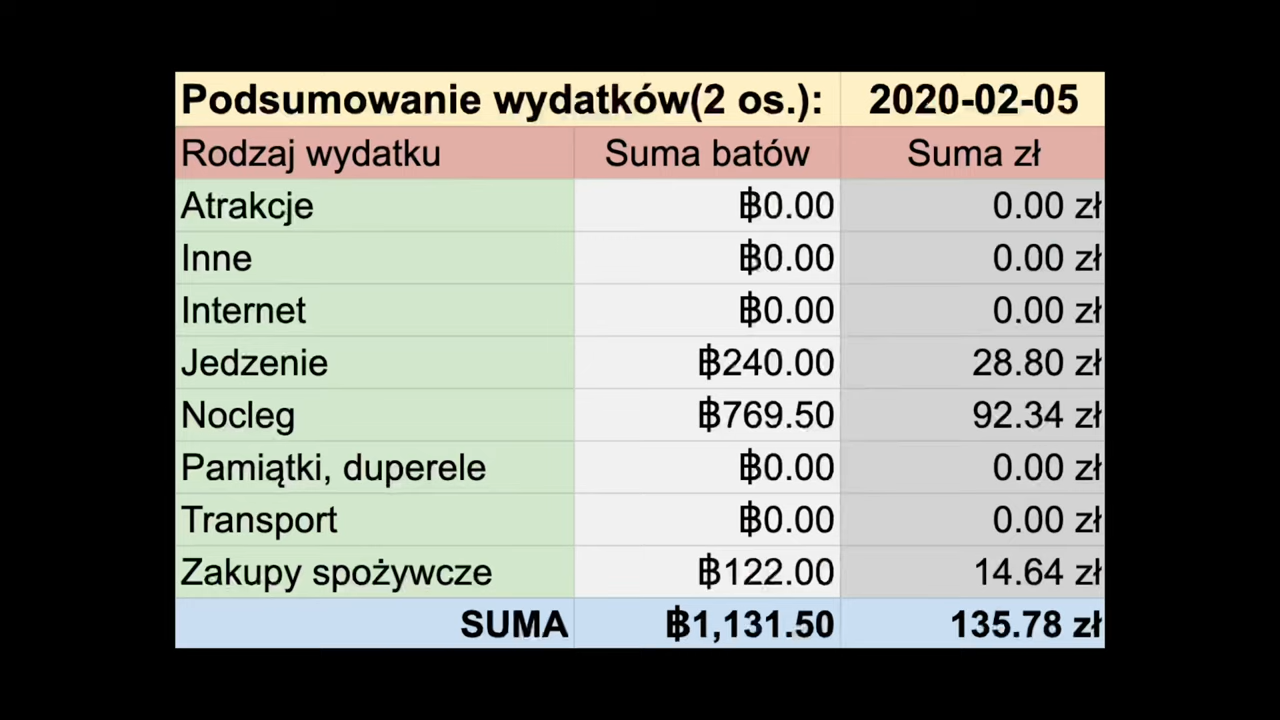 Podsumowanie wydatków(2 os.): 2020-02-05
Rodzaj wydatku Suma batów Suma zł
Atrakcje ฿0.00 0.00 zł
Inne ฿0.00 0.00 zł
Internet ฿0.00 0.00 zł
Jedzenie ฿240.00 28.80 zł
Nocleg ฿769.50 92.34 zł
Pamiątki, duperele ฿0.00 0.00 zł
Transport ฿0.00 0.00 zł
Zakupy spożywcze ฿122.00 14.64 zł
SUMA ฿1,131.50 135.78 zł